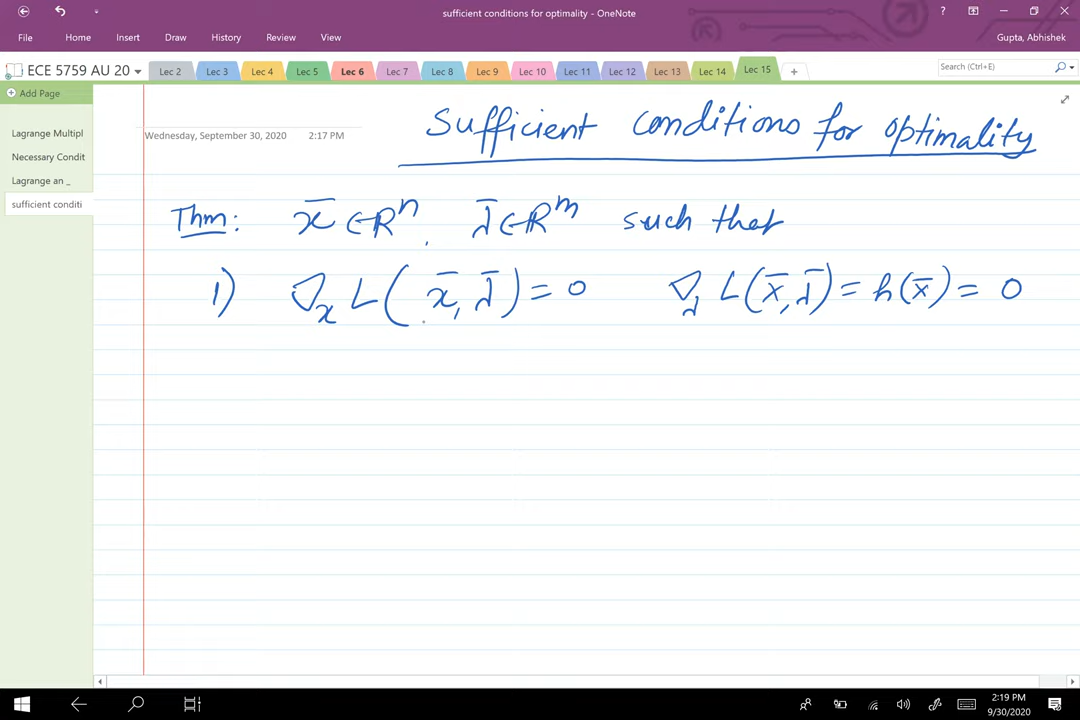 sufficient conditions for optimality - OneNote
File Home Insert Draw History Review View Gupta, Abhishek
ECE 5759 AU 20 Lec 2 Lec 3 Lec 4 Lec 5 Lec 6 Lec 7 Lec 8 Lec 9 Lec 10 Lec 11 Lec 12 Lec 13 Lec 14 Lec 15 + Search (Ctrl+E)
+ Add Page
Lagrange Multipl
Necessary Condit
Lagrange an _
sufficient conditi
Wednesday, September 30, 2020 2:17 PM
Sufficient conditions for optimality
Thm: x̄ ∈ ℝⁿ, λ̄ ∈ ℝᵐ such that
1) ∇ₓ L(x̄, λ̄) = 0 ∇_λ L(x̄, λ̄) = h(x̄) = 0
2:19 PM
9/30/2020